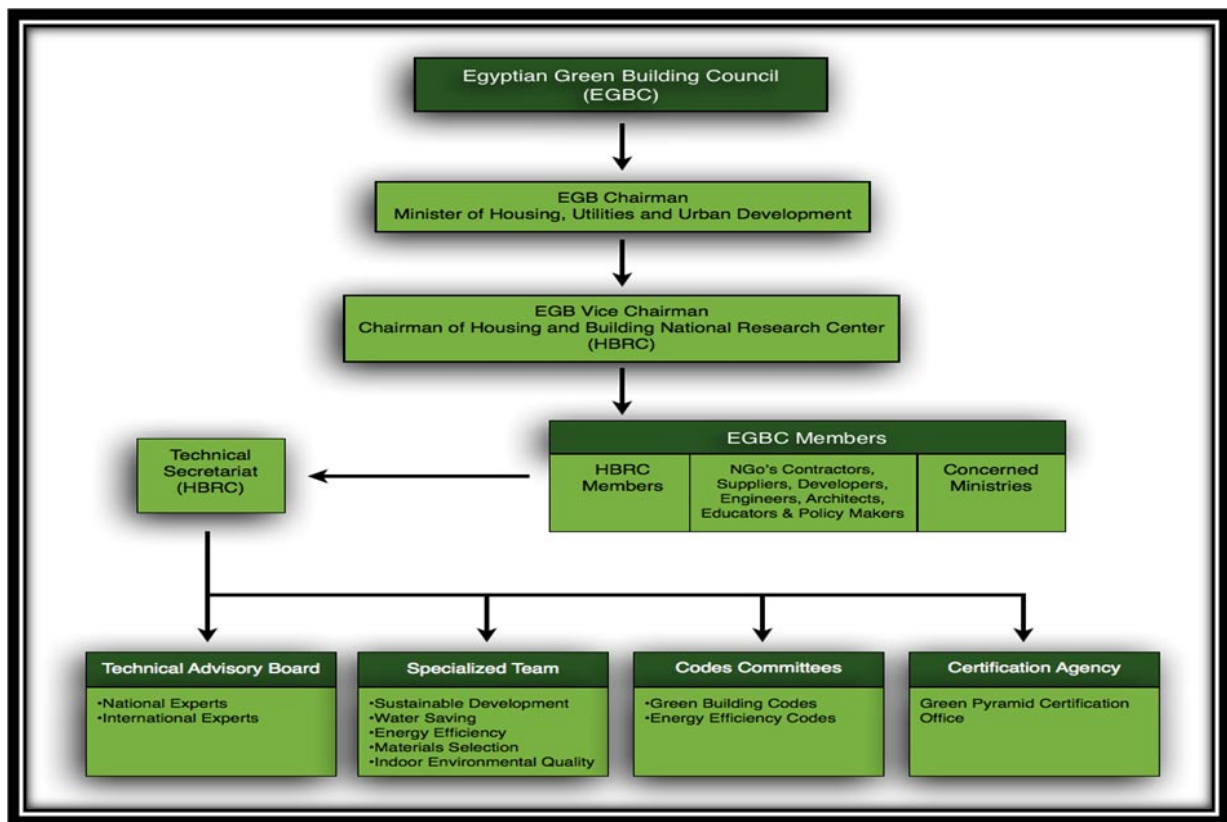 Egyptian Green Building Council
(EGBC)
EGB Chairman
Minister of Housing, Utilities and Urban Development
EGB Vice Chairman
Chairman of Housing and Building National Research Center
(HBRC)
EGBC Members
HBRC
Members
NGo's Contractors,
Suppliers, Developers,
Engineers, Architects,
Educators & Policy Makers
Concerned
Ministries
Technical
Secretariat
(HBRC)
Technical Advisory Board
•National Experts
•International Experts
Specialized Team
•Sustainable Development
•Water Saving
•Energy Efficiency
•Materials Selection
•Indoor Environmental Quality
Codes Committees
•Green Building Codes
•Energy Efficiency Codes
Certification Agency
Green Pyramid Certification
Office